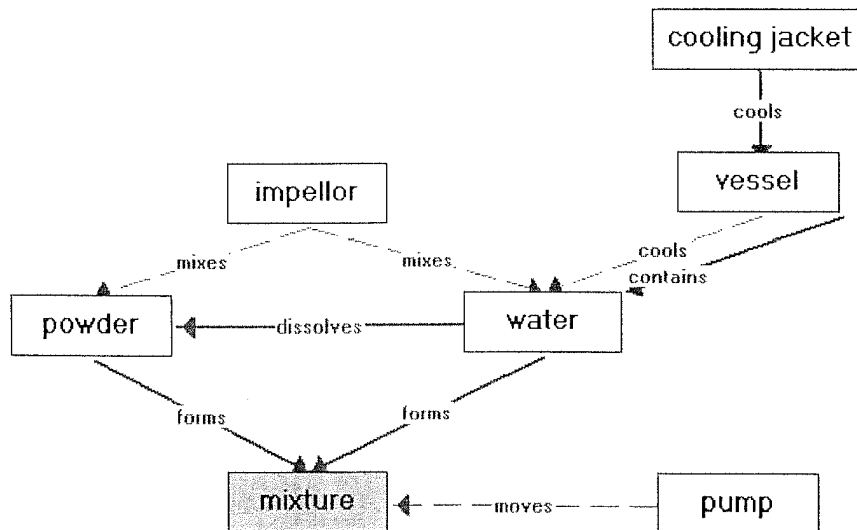 cooling jacket
cools
vessel
impellor
mixes
mixes
cools
contains
powder
dissolves
water
forms
forms
mixture
moves
pump